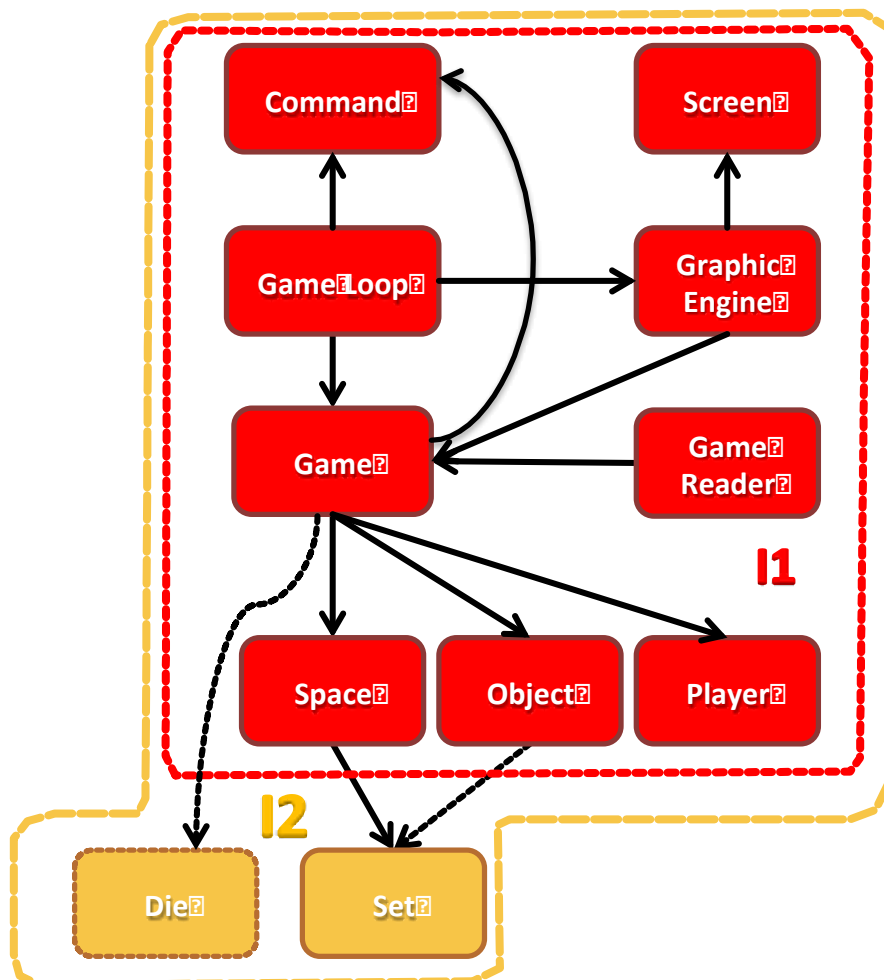 Command
Screen
Game Loop
Graphic
Engine
Game
Game
Reader
I1
Space
Object
Player
I2
Die
Set